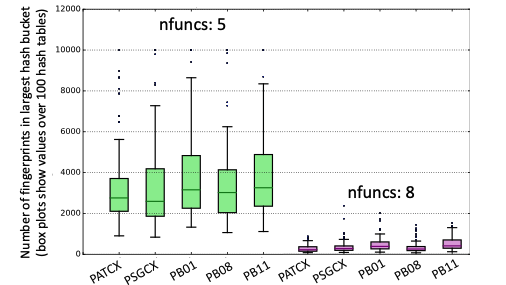 Number of fingerprints in largest hash bucket
(box plots show values over 100 hash tables)
12000
10000
8000
6000
4000
2000
0
nfuncs: 5
nfuncs: 8
PATCX PSGCX PB01 PB08 PB11 PATCX PSGCX PB01 PB08 PB11